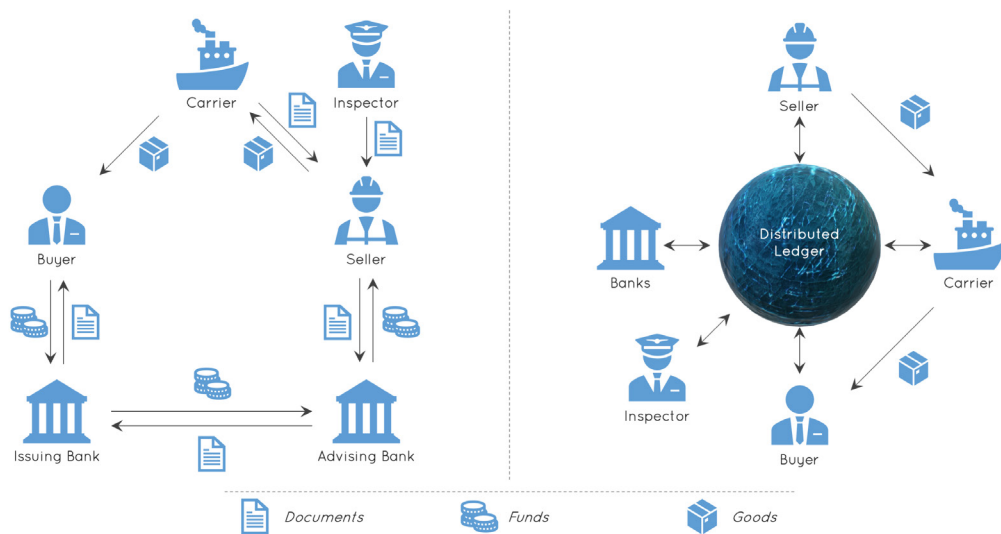 Carrier
Inspector
Buyer
Seller
Issuing Bank
Advising Bank
Seller
Distributed
Ledger
Banks
Carrier
Inspector
Buyer
Documents
Funds
Goods